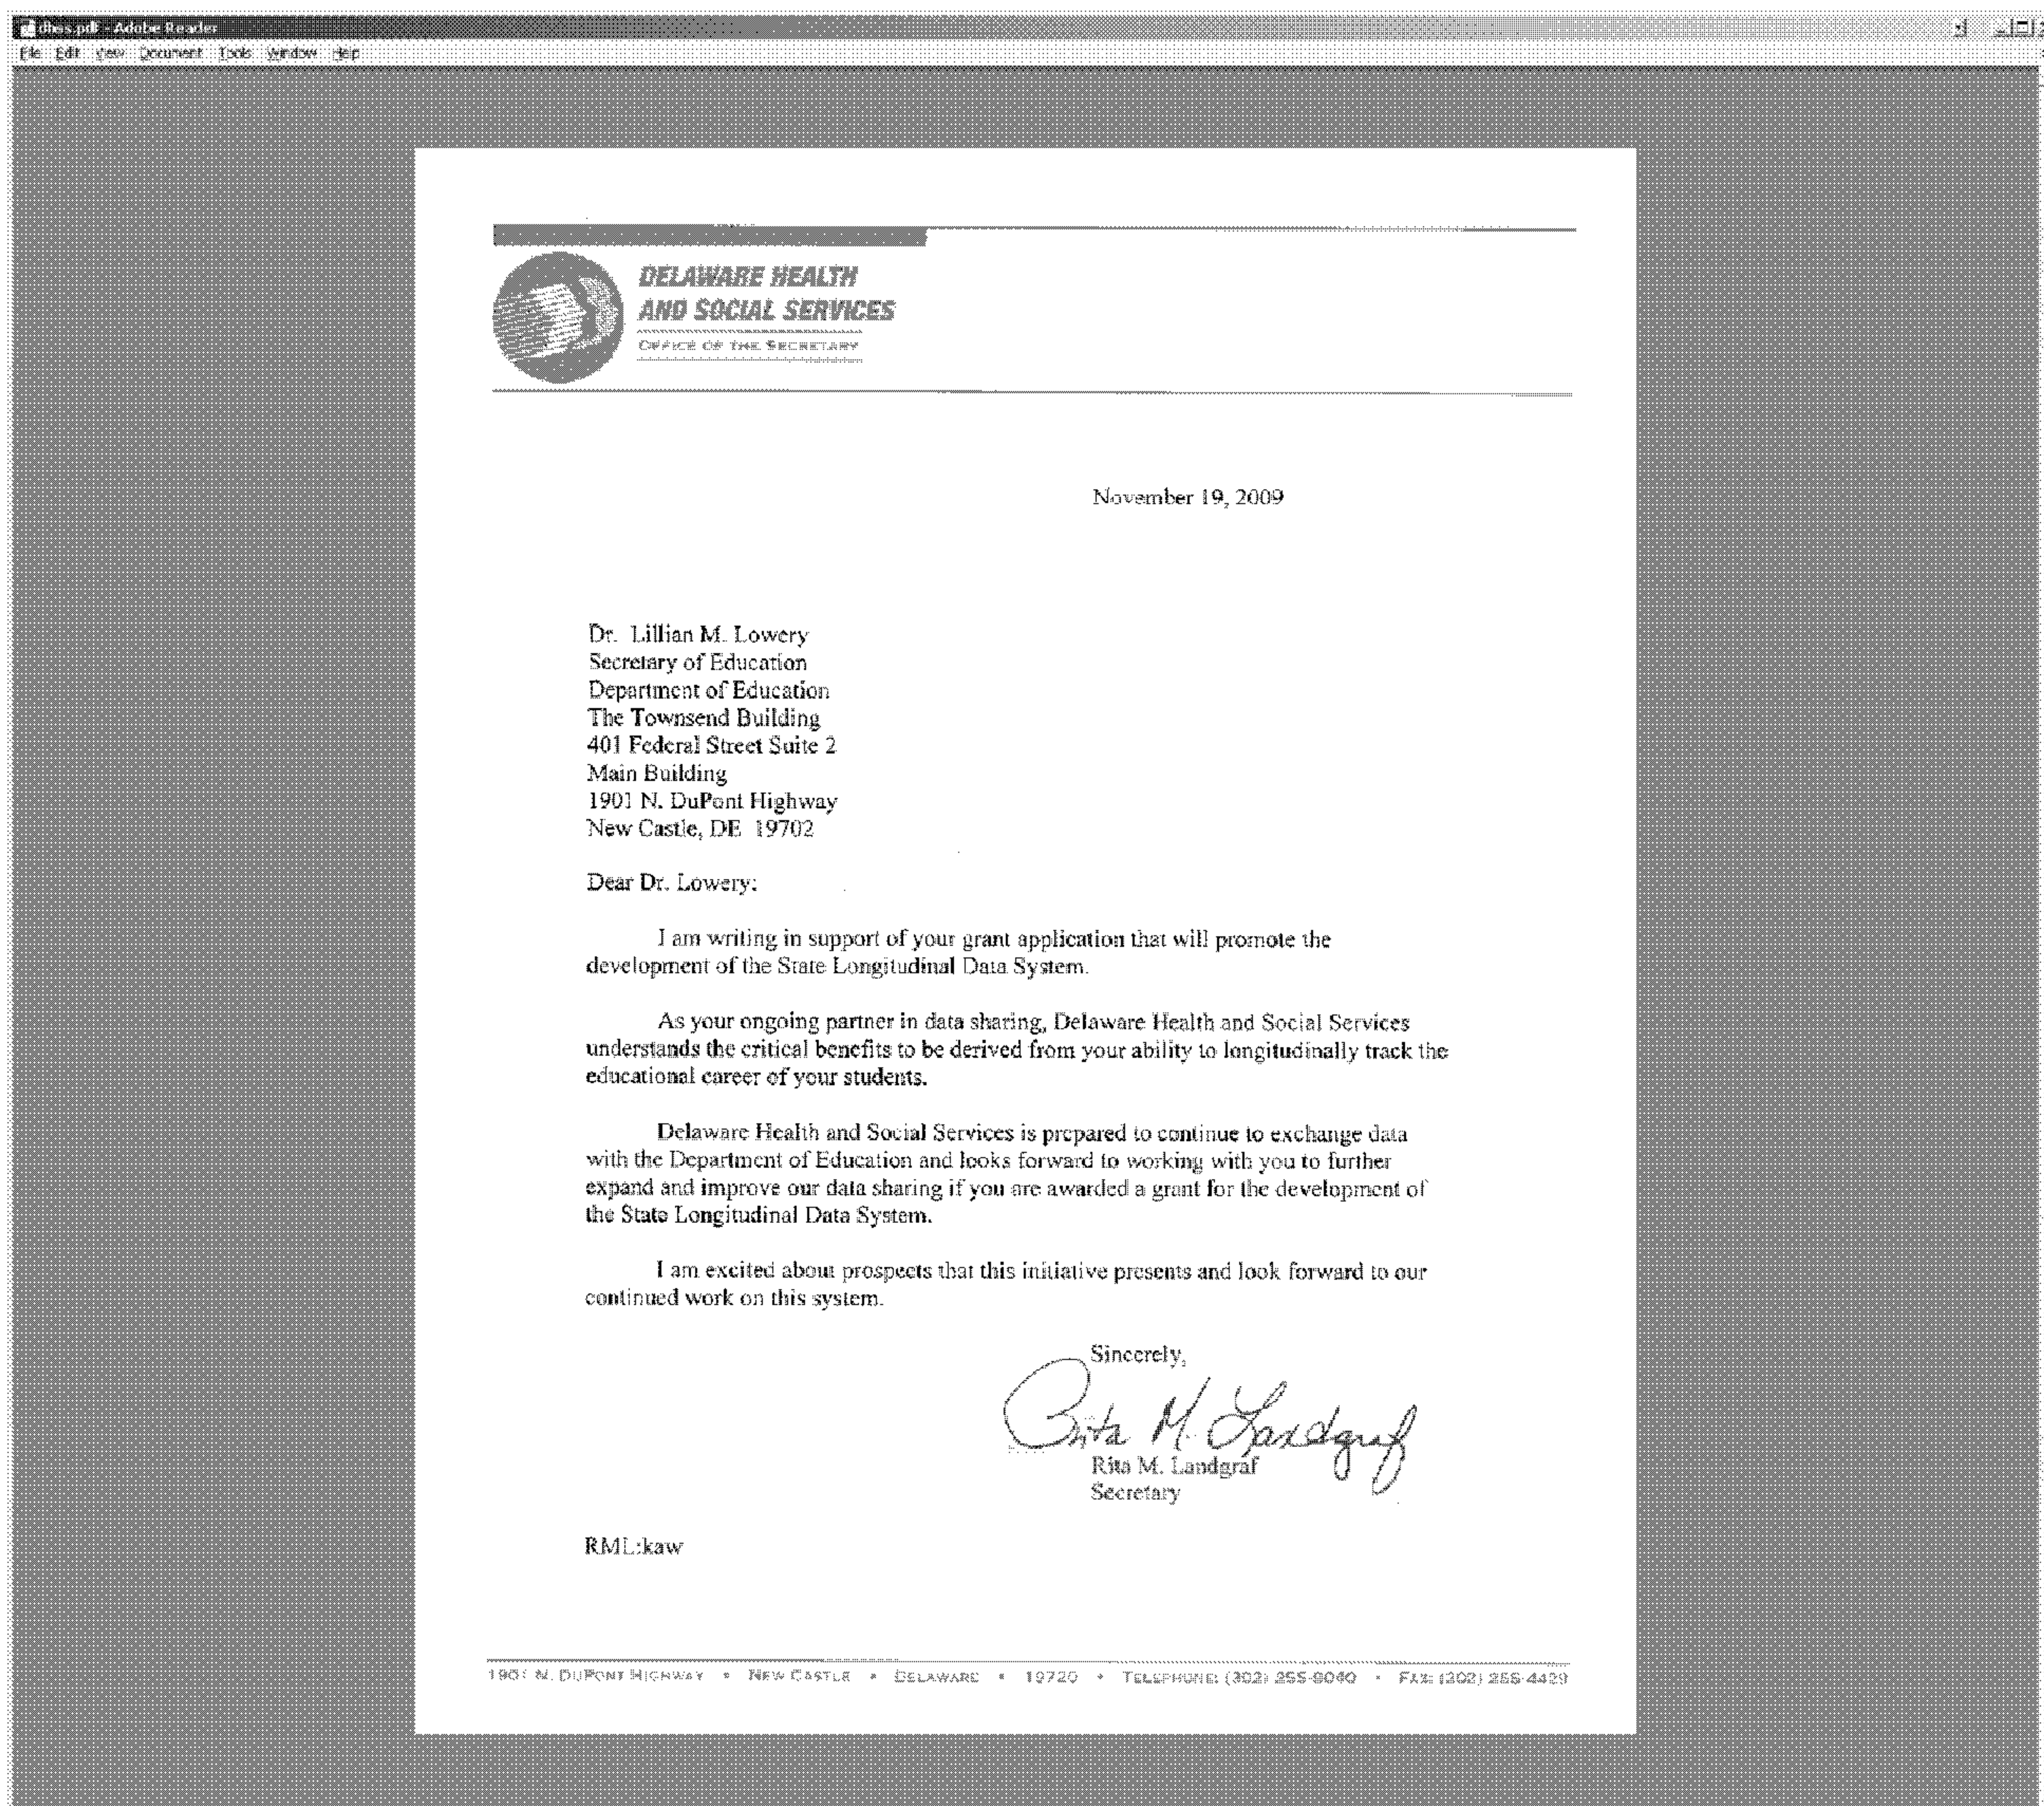 dhss.pdf - Adobe Reader
File Edit View Document Tools Window Help
DELAWARE HEALTH
AND SOCIAL SERVICES
OFFICE OF THE SECRETARY
November 19, 2009
Dr. Lillian M. Lowery
Secretary of Education
Department of Education
The Townsend Building
401 Federal Street Suite 2
Main Building
1901 N. DuPont Highway
New Castle, DE 19702
Dear Dr. Lowery:
I am writing in support of your grant application that will promote the
development of the State Longitudinal Data System.
As your ongoing partner in data sharing, Delaware Health and Social Services
understands the critical benefits to be derived from your ability to longitudinally track the
educational career of your students.
Delaware Health and Social Services is prepared to continue to exchange data
with the Department of Education and looks forward to working with you to further
expand and improve our data sharing if you are awarded a grant for the development of
the State Longitudinal Data System.
I am excited about prospects that this initiative presents and look forward to our
continued work on this system.
Sincerely,
Rita M. Landgraf
Rita M. Landgraf
Secretary
RML:kaw
1901 N. DUPONT HIGHWAY • NEW CASTLE • DELAWARE • 19720 • TELEPHONE: (302) 255-9040 • FAX: (302) 255-4429